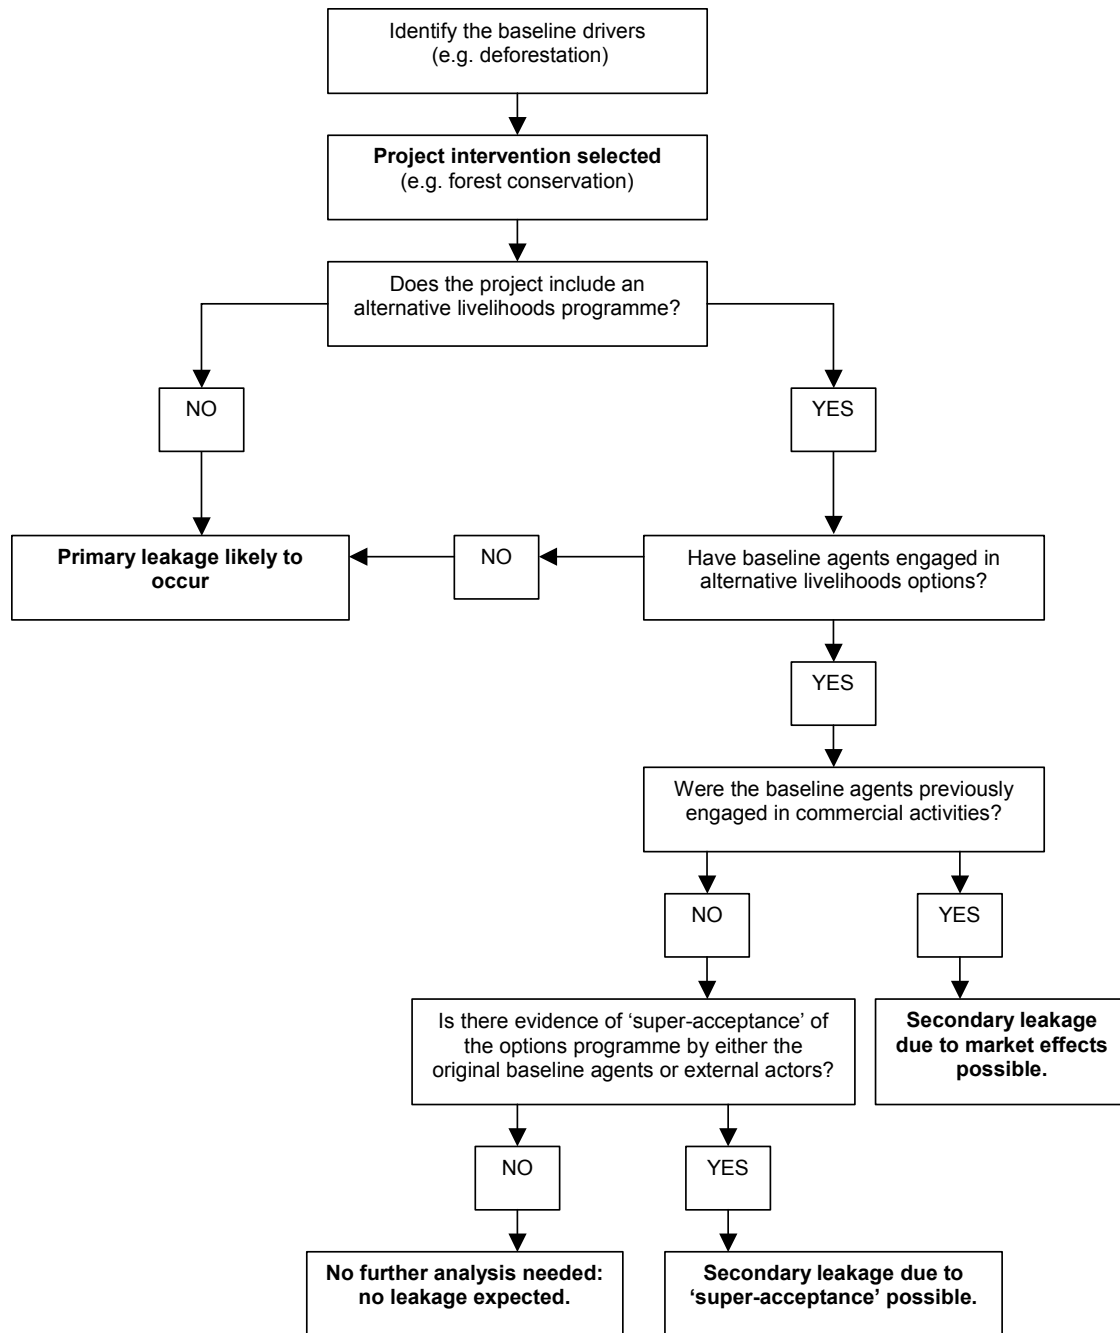 Identify the baseline drivers
(e.g. deforestation)
Project intervention selected
(e.g. forest conservation)
Does the project include an
alternative livelihoods programme?
NO
YES
Primary leakage likely to
occur
NO
Have baseline agents engaged in
alternative livelihoods options?
YES
Were the baseline agents previously
engaged in commercial activities?
NO
YES
Is there evidence of ‘super-acceptance’ of
the options programme by either the
original baseline agents or external actors?
Secondary leakage
due to market effects
possible.
NO
YES
No further analysis needed:
no leakage expected.
Secondary leakage due to
‘super-acceptance’ possible.